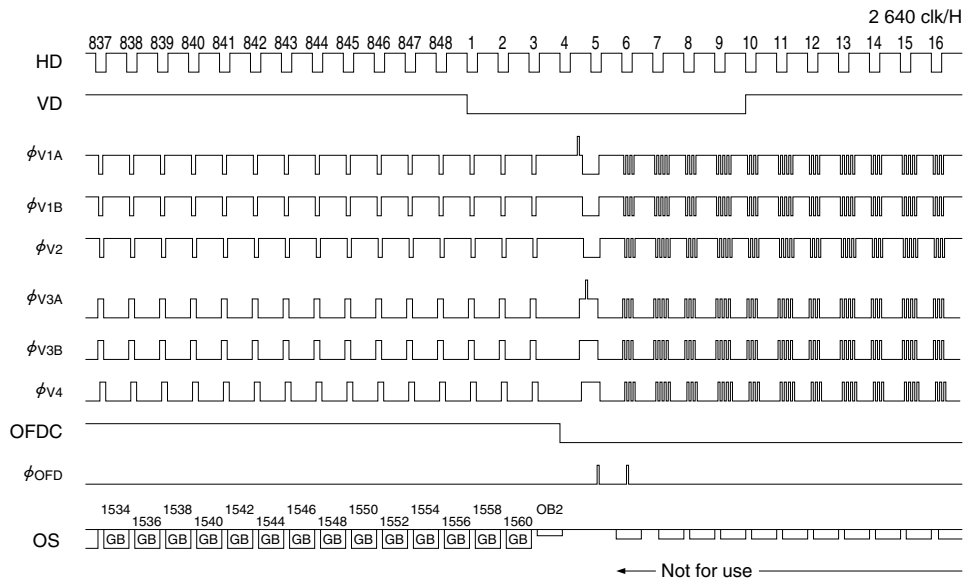 2 640 clk/H
837 838 839 840 841 842 843 844 845 846 847 848 1 2 3 4 5 6 7 8 9 10 11 12 13 14 15 16
HD
VD
ϕV1A
ϕV1B
ϕV2
ϕV3A
ϕV3B
ϕV4
OFDC
ϕOFD
1534 1538 1542 1546 1550 1554 1558 OB2
1536 1540 1544 1548 1552 1556 1560
OS GB GB GB GB GB GB GB GB GB GB GB GB GB GB
Not for use